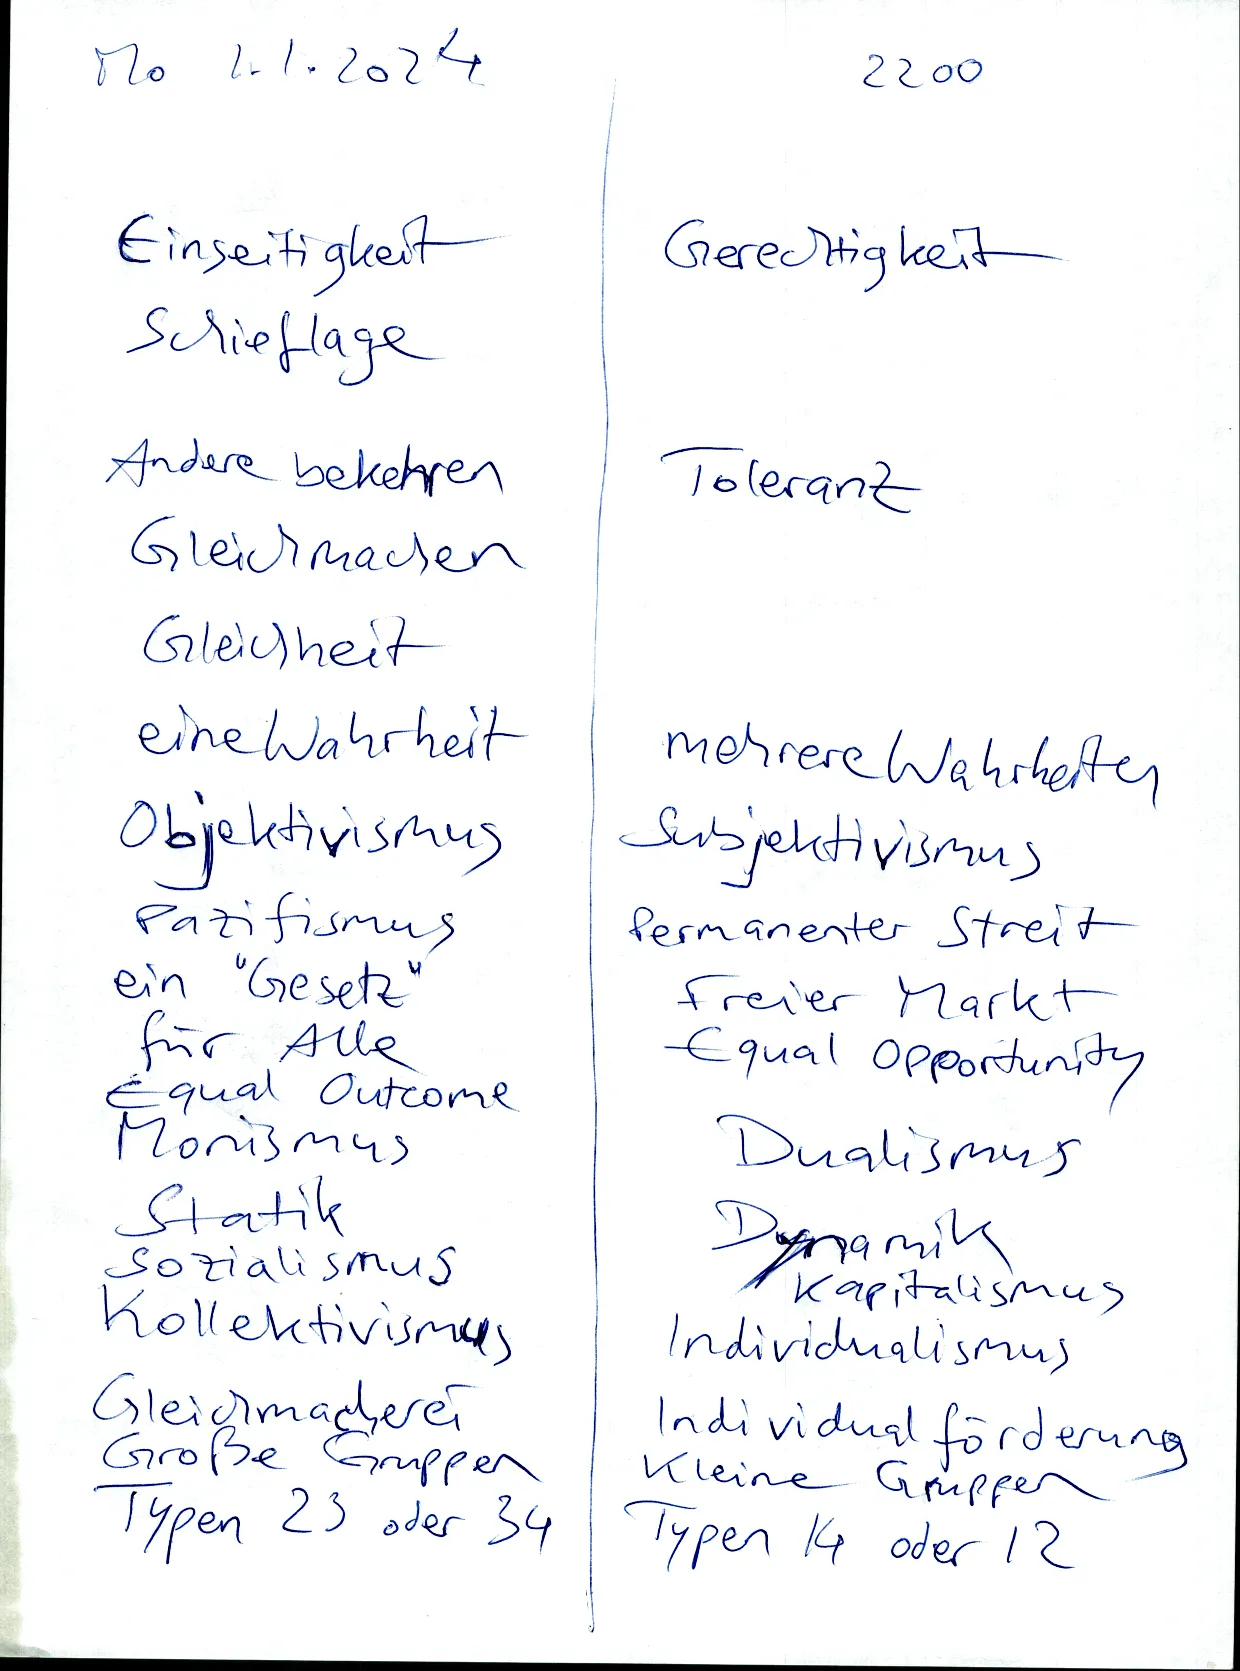 Mo 1.1.2024
2200
Einseitigkeit
Schieflage
Andere bekehren
Gleichmachen
Gleichheit
eine Wahrheit
Objektivismus
Pazifismus
ein "Gesetz"
für Alle
Equal Outcome
Monismus
Statik
Sozialismus
Kollektivismus
Gleichmacherei
Große Gruppen
Typen 23 oder 34
Gerechtigkeit
Toleranz
mehrere Wahrheiten
Subjektivismus
Permanenter Streit
Freier Markt
Equal Opportunity
Dualismus
Dynamik
Kapitalismus
Individualismus
Individualförderung
Kleine Gruppen
Typen 14 oder 12